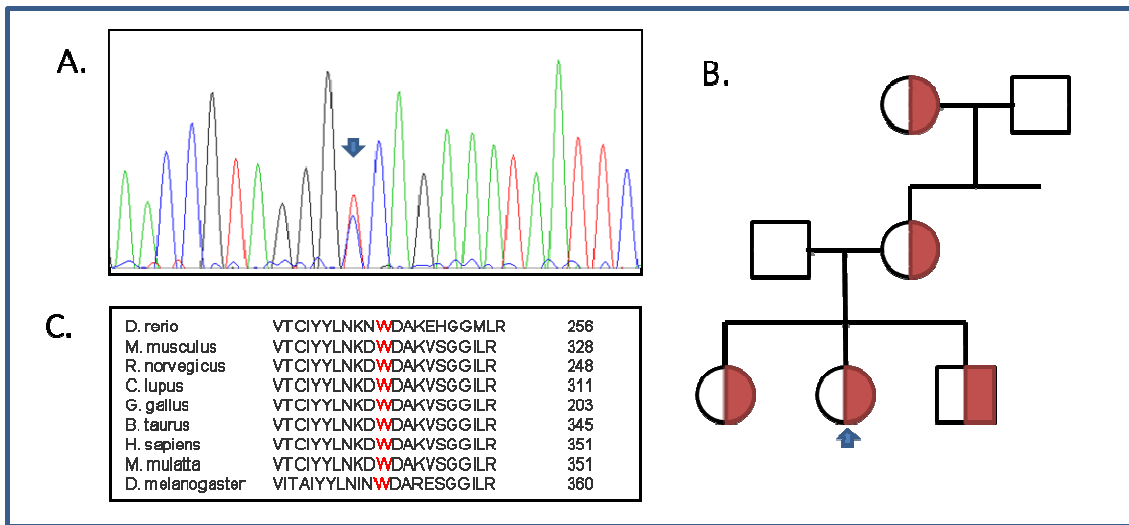 A.
B.
C.
D. rerio VTCIYYLNKNWDAKEHGGMLR 256
M. musculus VTCIYYLNKDWDAKVSGGILR 328
R. norvegicus VTCIYYLNKDWDAKVSGGILR 248
C. lupus VTCIYYLNKDWDAKVSGGILR 311
G. gallus VTCIYYLNKDWDAKVSGGILR 203
B. taurus VTCIYYLNKDWDAKVSGGILR 345
H. sapiens VTCIYYLNKDWDAKVSGGILR 351
M. mulatta VTCIYYLNKDWDAKVSGGILR 351
D. melanogaster VITAIYYLNINWDARESGGILR 360